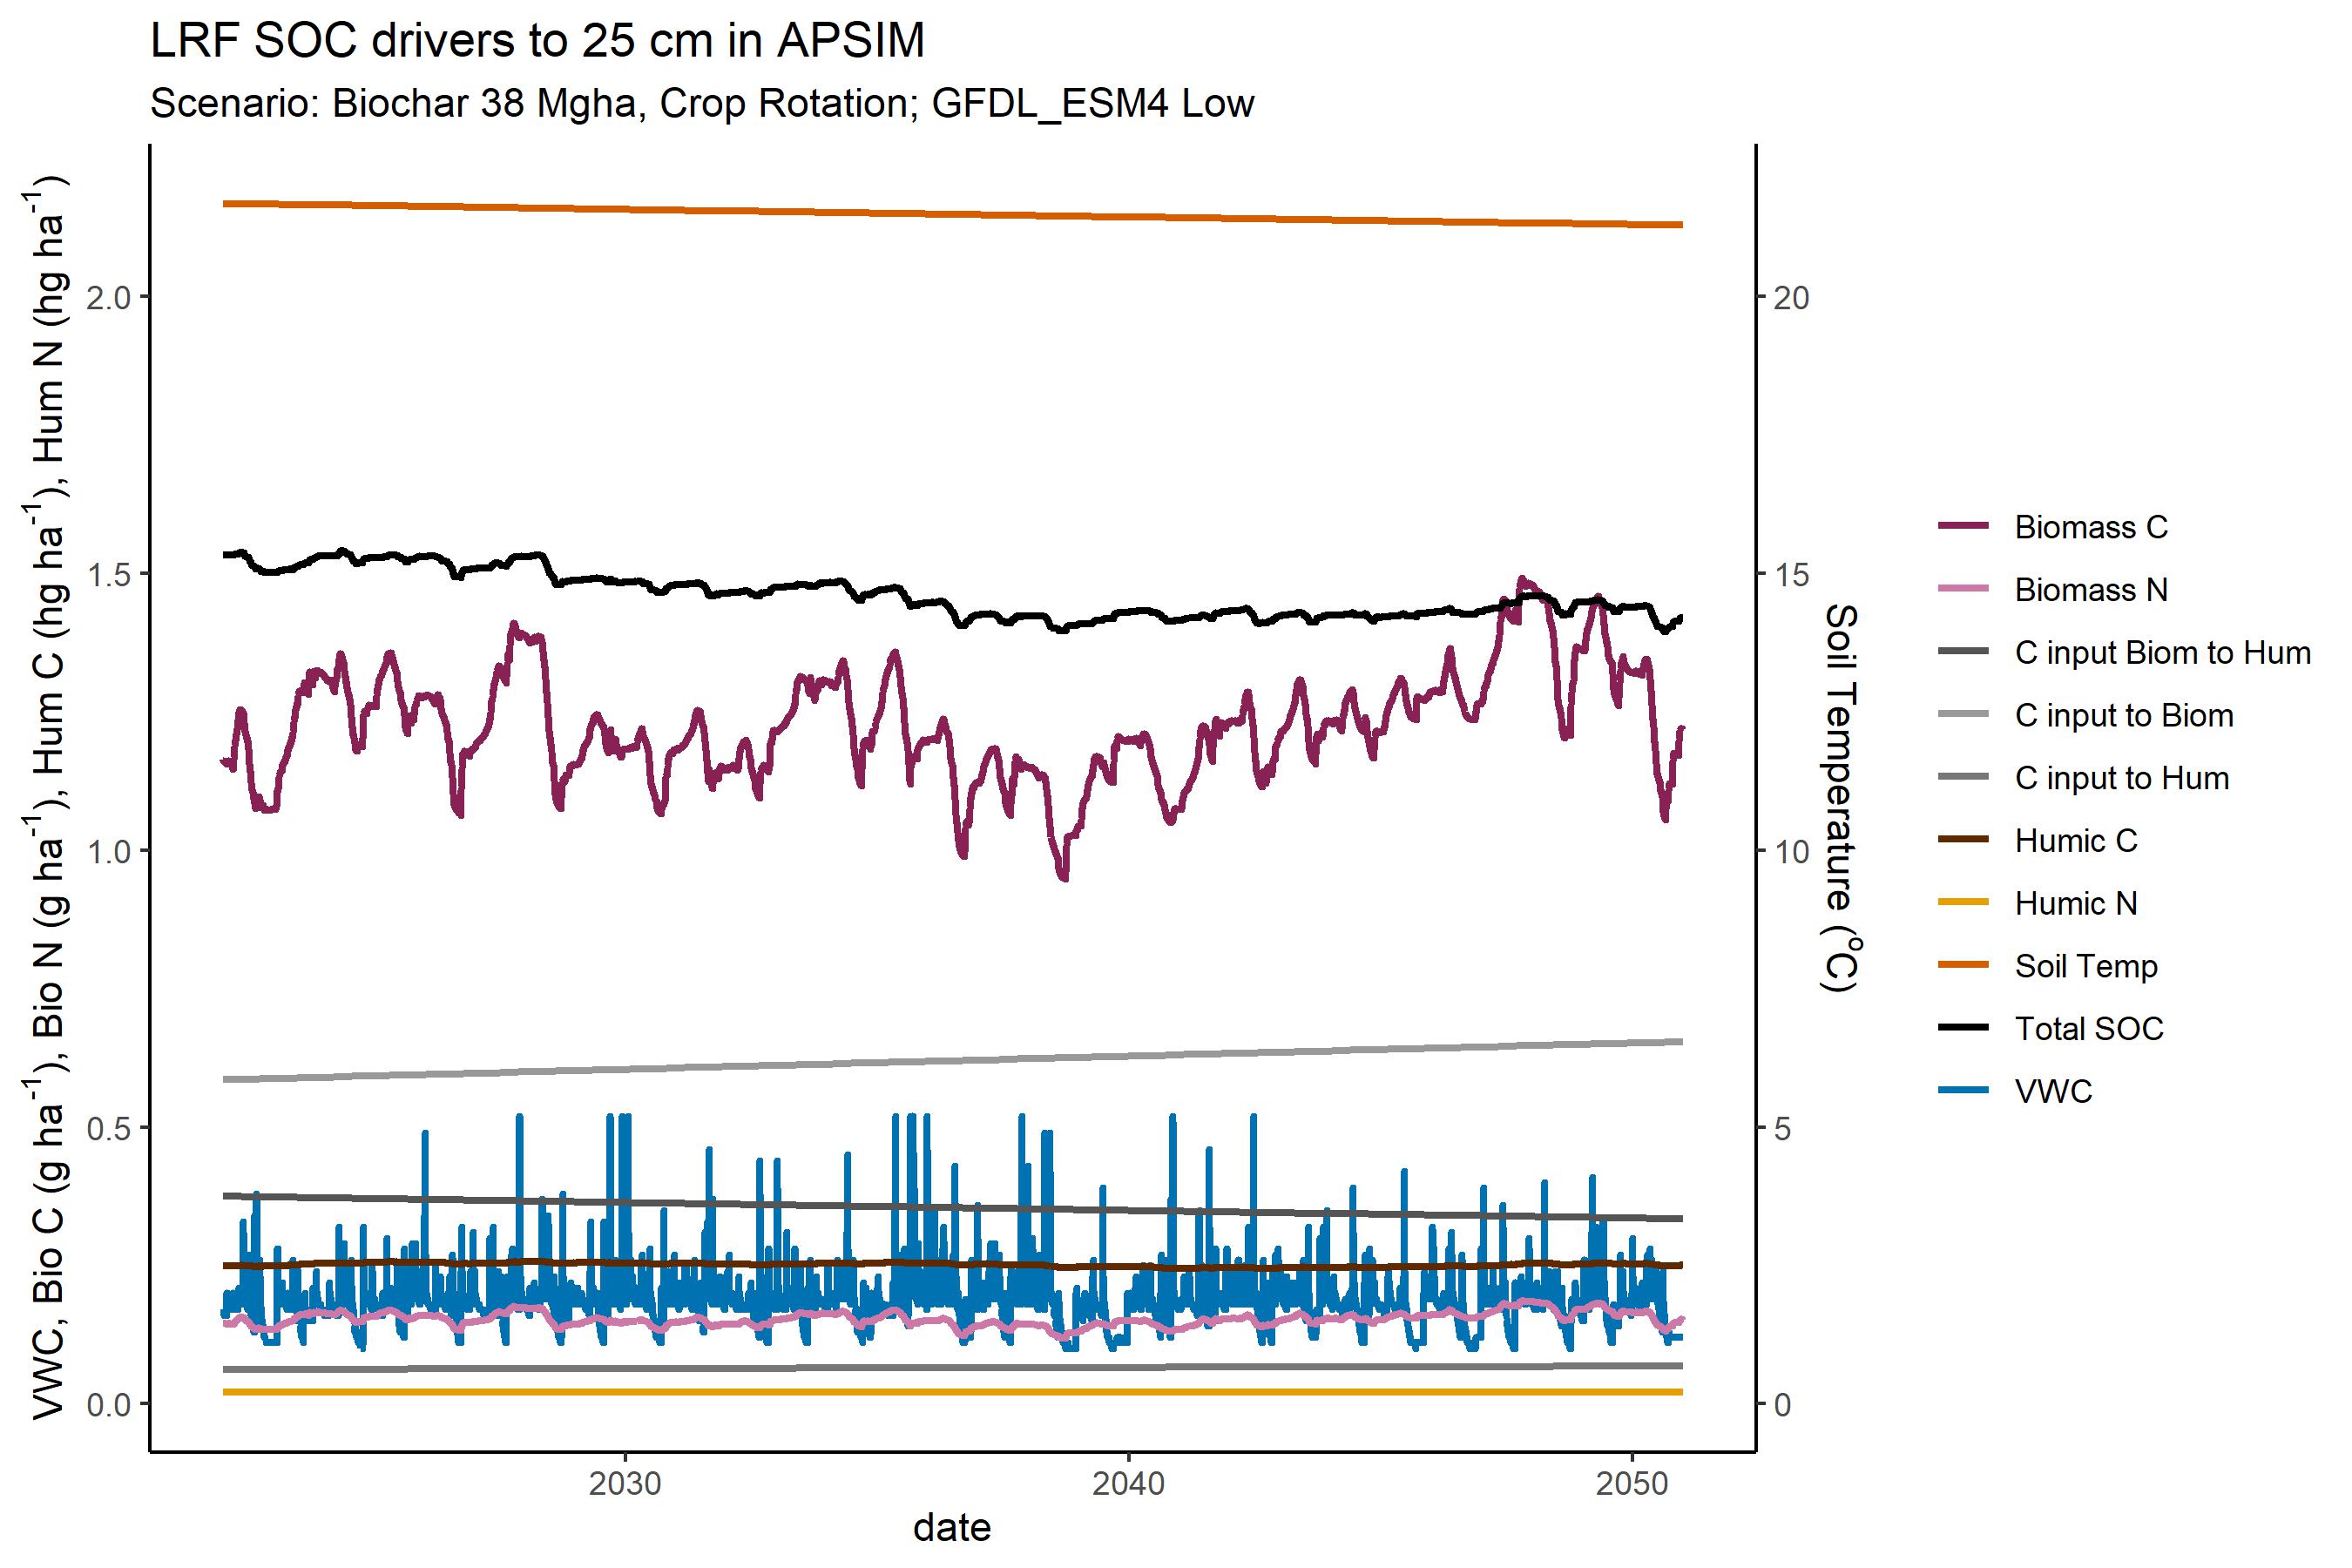 LRF SOC drivers to 25 cm in APSIM
Scenario: Biochar 38 Mgha, Crop Rotation; GFDL_ESM4 Low
VWC, Bio C (g ha⁻¹), Bio N (g ha⁻¹), Hum C (hg ha⁻¹), Hum N (hg ha⁻¹)
2.0
1.5
1.0
0.5
0.0
20
15
10
5
0
Soil Temperature (ºC)
2030
2040
2050
date
Biomass C
Biomass N
C input Biom to Hum
C input to Biom
C input to Hum
Humic C
Humic N
Soil Temp
Total SOC
VWC